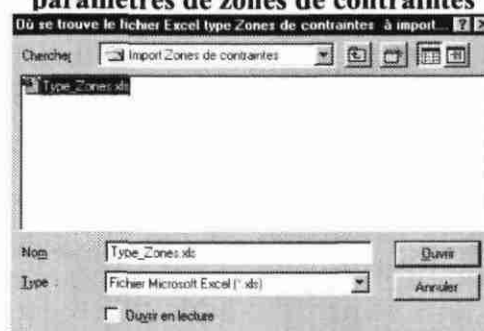 paramètres de zones de contraintes
Où se trouve le fichier Excel type Zones de contraintes à import...
Chercher
Import Zones de contraintes
Type_Zones.xls
Nom
Type_Zones.xls
Ouvrir
Type :
Fichier Microsoft Excel (*.xls)
Annuler
Ouvrir en lecture